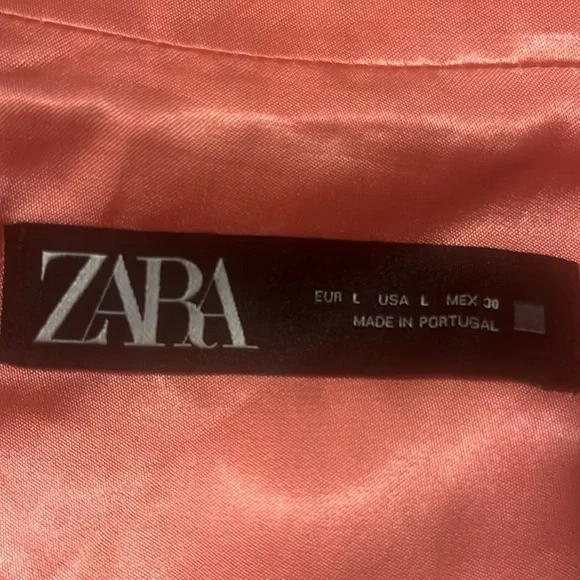 ZARA
EUR L USA L MEX 30
MADE IN PORTUGAL